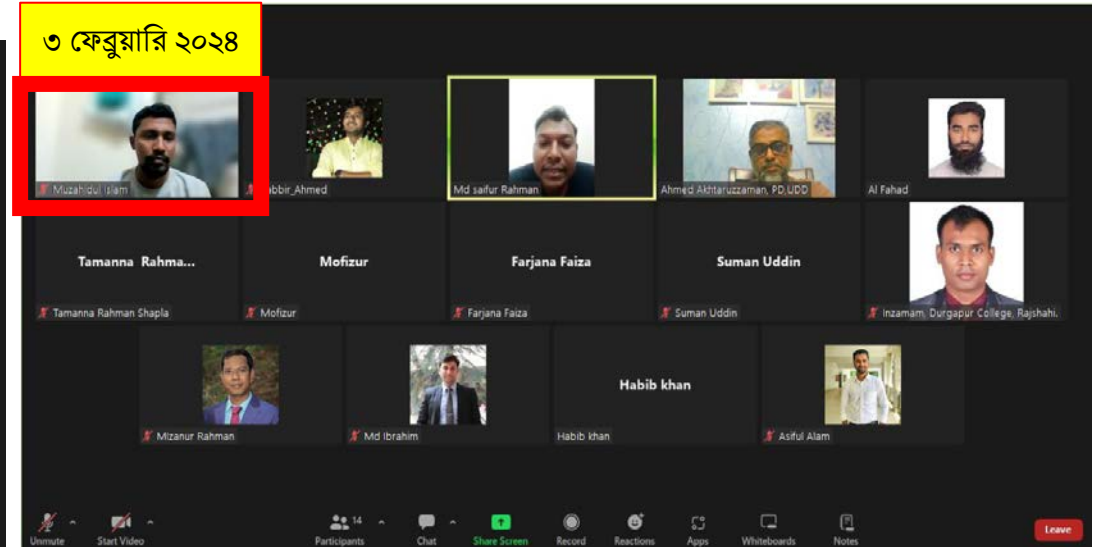 ৩ ফেব্রুয়ারি ২০২৪
Muzahidul Islam
abbir_Ahmed
Md saifur Rahman
Ahmed Akhtaruzzaman, PD,UDD
Al Fahad
Tamanna Rahma...
Mofizur
Farjana Faiza
Suman Uddin
Tamanna Rahman Shapla
Mofizur
Farjana Faiza
Suman Uddin
Inzamam, Durgapur College, Rajshahi.
Habib khan
Mizanur Rahman
Md Ibrahim
Habib khan
Asiful Alam
14
Unmute
Start Video
Participants
Chat
Share Screen
Record
Reactions
Apps
Whiteboards
Notes
Leave